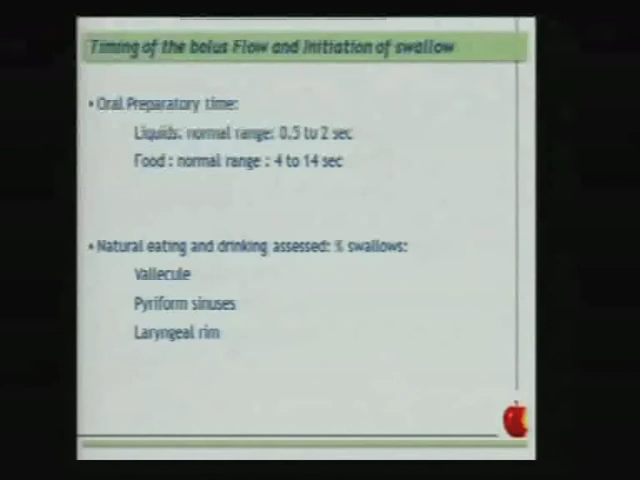 Timing of the bolus Flow and Initiation of swallow
• Oral Preparatory time:
Liquids: normal range: 0.5 to 2 sec
Food : normal range : 4 to 14 sec
• Natural eating and drinking assessed: % swallows:
Vallecule
Pyriform sinuses
Laryngeal rim